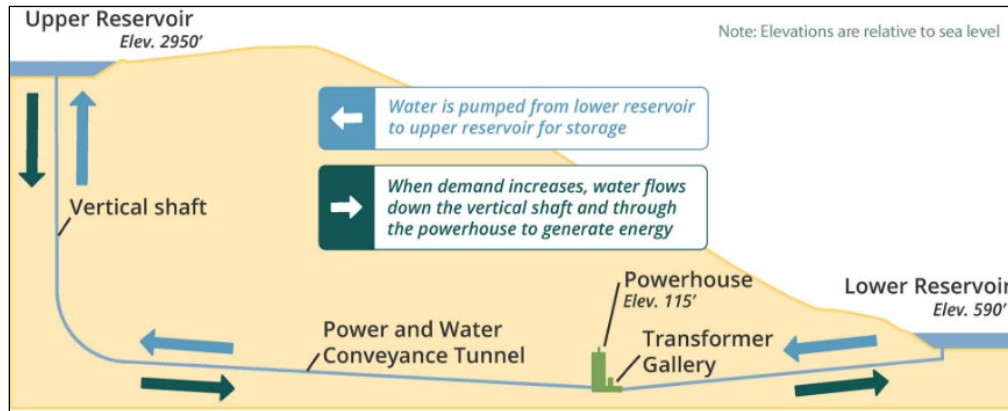 Upper Reservoir
Elev. 2950'
Note: Elevations are relative to sea level
Water is pumped from lower reservoir
to upper reservoir for storage
When demand increases, water flows
down the vertical shaft and through
the powerhouse to generate energy
Vertical shaft
Powerhouse
Elev. 115'
Lower Reservoir
Elev. 590'
Power and Water
Conveyance Tunnel
Transformer
Gallery